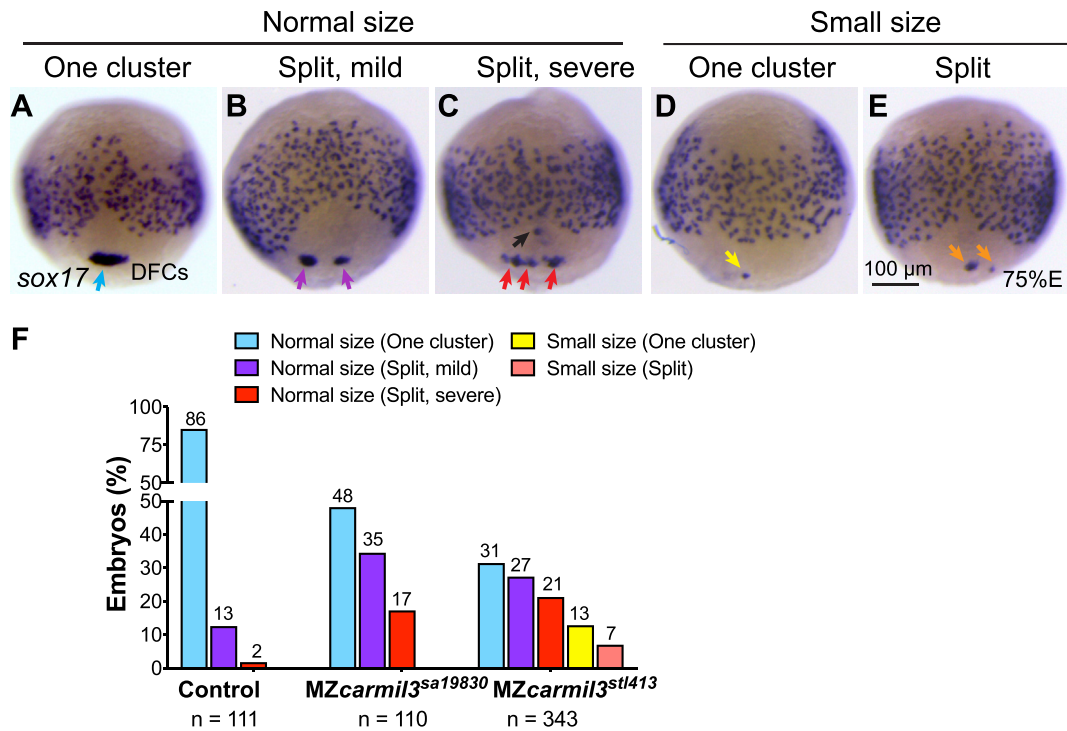 Normal size
Small size
One cluster
Split, mild
Split, severe
One cluster
Split
A
B
C
D
E
sox17
DFCs
100 µm
75%E
F
Normal size (One cluster)
Small size (One cluster)
Normal size (Split, mild)
Small size (Split)
Normal size (Split, severe)
Embryos (%)
100
75
50
50
40
30
20
10
0
86
13
2
48
35
17
31
27
21
13
7
Control
MZcarmil3sa19830
MZcarmil3stl413
n = 111
n = 110
n = 343